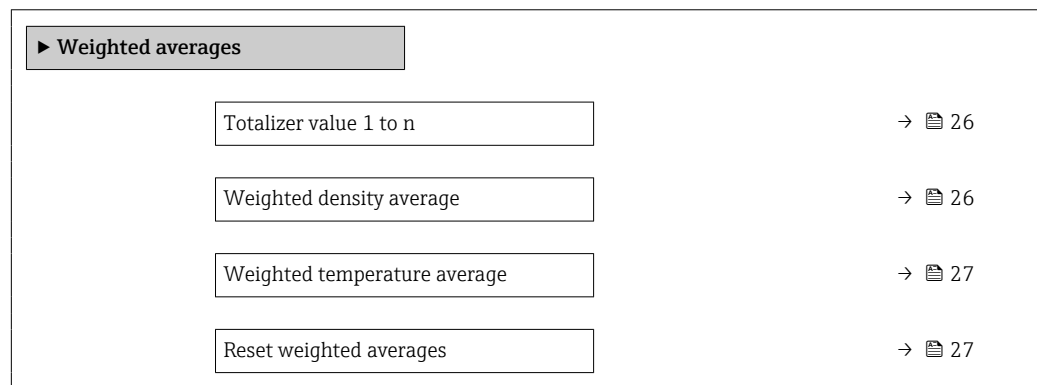 ▶ Weighted averages
Totalizer value 1 to n → 26
Weighted density average → 26
Weighted temperature average → 27
Reset weighted averages → 27